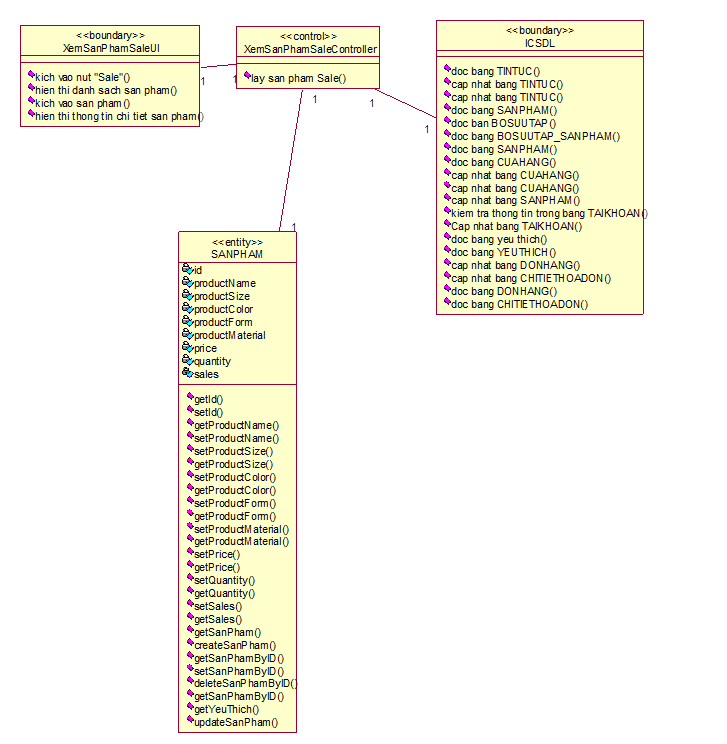 <<boundary>>
XemSanPhamSaleUI
kich vao nut "Sale"()
hien thi danh sach san pham()
kich vao san pham()
hien thi thong tin chi tiet san pham()
1
1
<<control>>
XemSanPhamSaleController
lay san pham Sale()
1
1
<<boundary>>
ICSDL
doc bang TINTUC()
cap nhat bang TINTUC()
cap nhat bang TINTUC()
doc bang SANPHAM()
doc ban BOSUUTAP()
doc bang BOSUUTAP_SANPHAM()
doc bang SANPHAM()
doc bang CUAHANG()
cap nhat bang CUAHANG()
cap nhat bang CUAHANG()
cap nhat bang SANPHAM()
kiem tra thong tin trong bang TAIKHOAN()
Cap nhat bang TAIKHOAN()
doc bang yeu thich()
doc bang YEUTHICH()
cap nhat bang DONHANG()
cap nhat bang CHITIETHOADON()
doc bang DONHANG()
doc bang CHITIETHOADON()
1
1
<<entity>>
SANPHAM
id
productName
productSize
productColor
productForm
productMaterial
price
quantity
sales
getId()
setId()
getProductName()
setProductName()
setProductSize()
getProductSize()
setProductColor()
getProductColor()
setProductForm()
getProductForm()
setProductMaterial()
getProductMaterial()
setPrice()
getPrice()
setQuantity()
getQuantity()
setSales()
getSales()
getSanPham()
createSanPham()
getSanPhamByID()
setSanPhamByID()
deleteSanPhamByID()
getSanPhamByID()
getYeuThich()
updateSanPham()